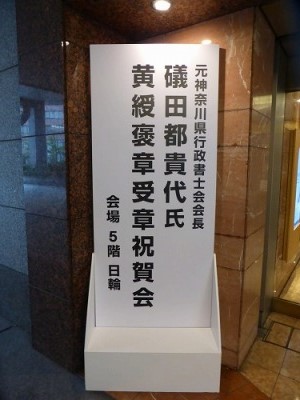 元神奈川県行政書士会会長
礒田都貴代氏
黄綬褒章受章祝賀会
会場 5階 日輪